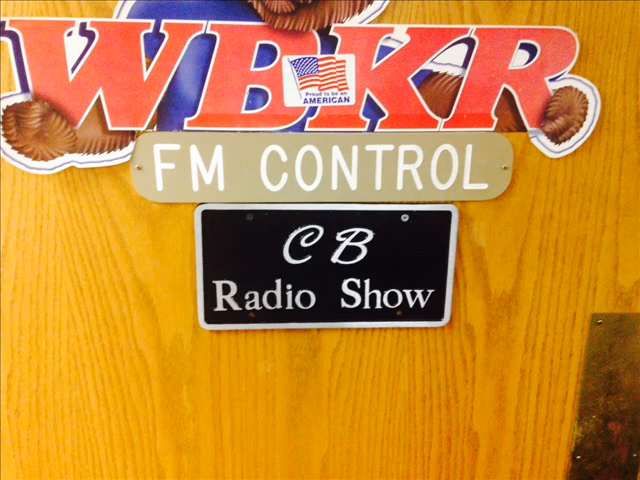 WBKR
Proud to be an
AMERICAN
FM CONTROL
CB
Radio Show